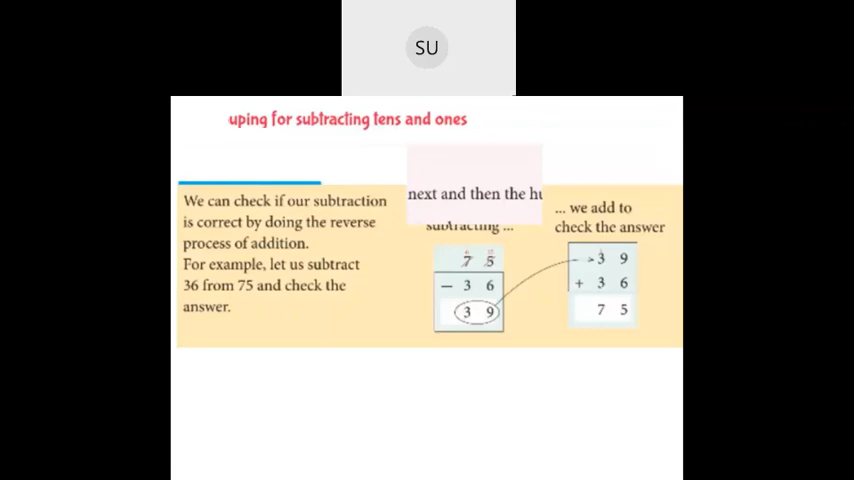 SU
uping for subtracting tens and ones
next and then the hu
We can check if our subtraction
is correct by doing the reverse
process of addition.
For example, let us subtract
36 from 75 and check the
answer.
subtracting ...
7 5
− 3 6
3 9
... we add to
check the answer
3 9
+ 3 6
7 5